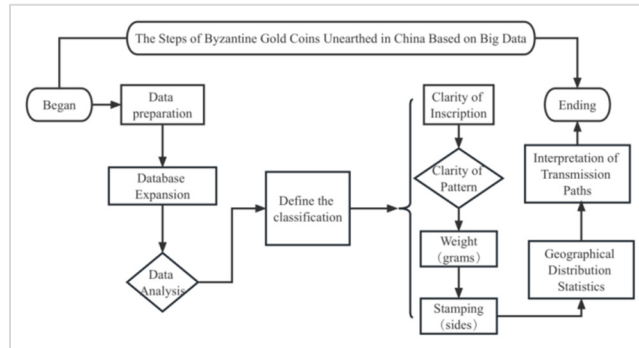 The Steps of Byzantine Gold Coins Unearthed in China Based on Big Data
Began
Data
preparation
Database
Expansion
Data
Analysis
Define the
classification
Clarity of
Inscription
Clarity of
Pattern
Weight
(grams)
Stamping
(sides)
Geographical
Distribution
Statistics
Interpretation of
Transmission
Paths
Ending